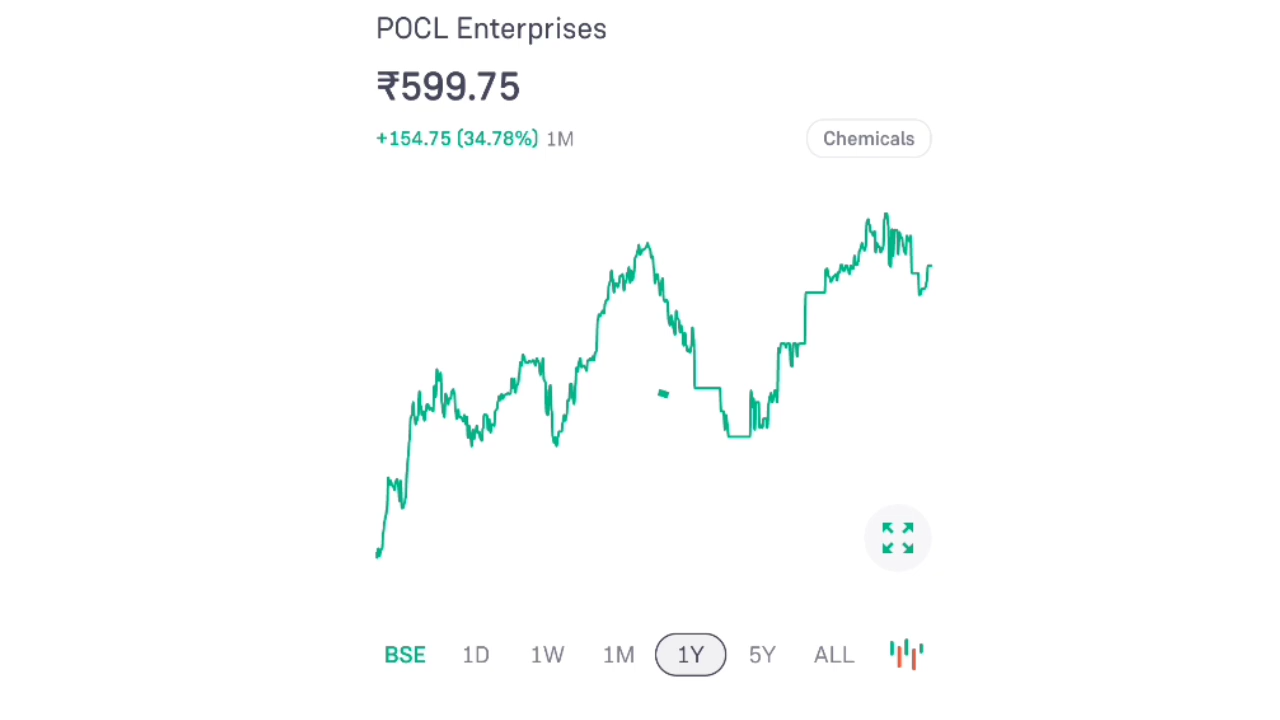 POCL Enterprises
₹599.75
+154.75 (34.78%) 1M
Chemicals
BSE 1D 1W 1M 1Y 5Y ALL